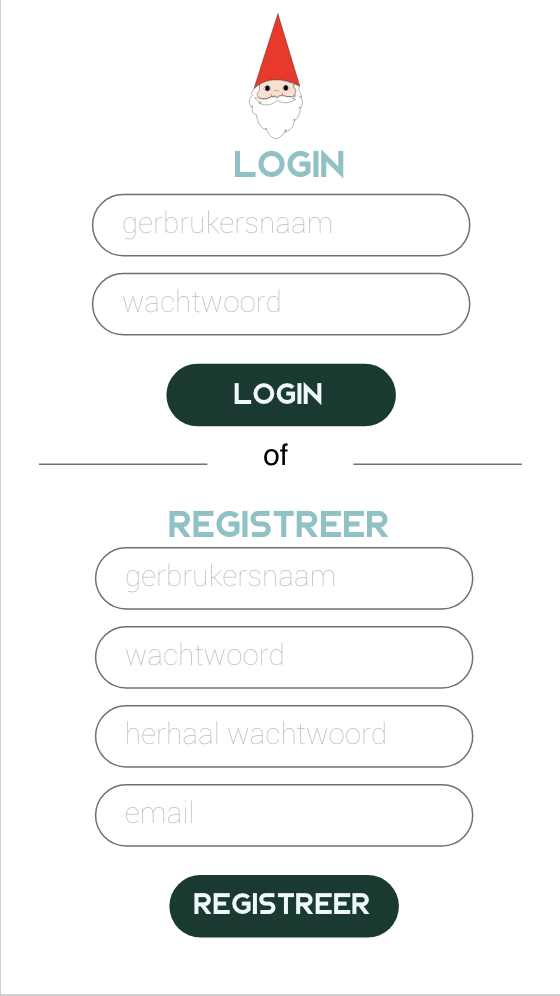 LOGIN
gerbrukersnaam
wachtwoord
LOGIN
of
REGISTREER
gerbrukersnaam
wachtwoord
herhaal wachtwoord
email
REGISTREER